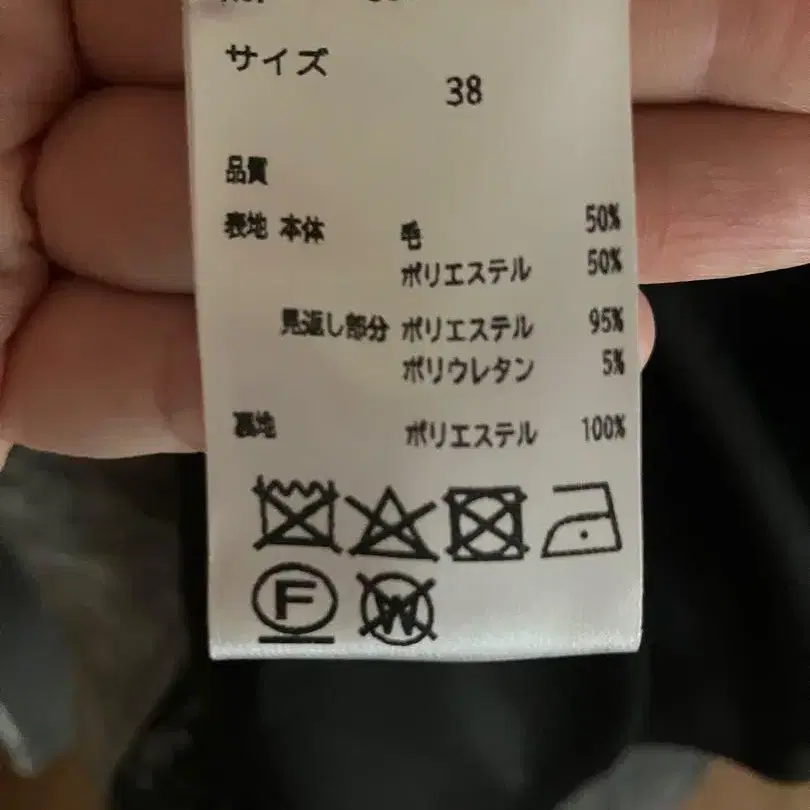 サイズ
38
品質
表地 本体 毛 50%
ポリエステル 50%
見返し部分 ポリエステル 95%
ポリウレタン 5%
裏地 ポリエステル 100%
F
W